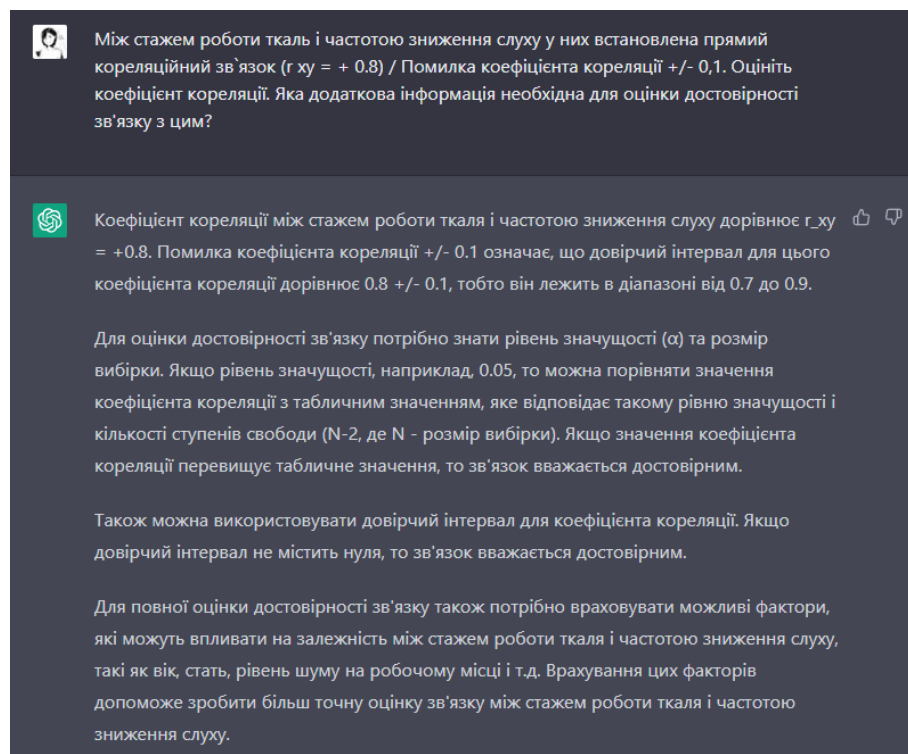 Між стажем роботи ткаль і частотою зниження слуху у них встановлена прямий
кореляційний зв`язок (r xy = + 0.8) / Помилка коефіцієнта кореляції +/- 0,1. Оцініть
коефіцієнт кореляції. Яка додаткова інформація необхідна для оцінки достовірності
зв'язку з цим?
Коефіцієнт кореляції між стажем роботи ткаля і частотою зниження слуху дорівнює r_xy
= +0.8. Помилка коефіцієнта кореляції +/- 0.1 означає, що довірчий інтервал для цього
коефіцієнта кореляції дорівнює 0.8 +/- 0.1, тобто він лежить в діапазоні від 0.7 до 0.9.
Для оцінки достовірності зв'язку потрібно знати рівень значущості (α) та розмір
вибірки. Якщо рівень значущості, наприклад, 0.05, то можна порівняти значення
коефіцієнта кореляції з табличним значенням, яке відповідає такому рівню значущості і
кількості ступенів свободи (N-2, де N - розмір вибірки). Якщо значення коефіцієнта
кореляції перевищує табличне значення, то зв'язок вважається достовірним.
Також можна використовувати довірчий інтервал для коефіцієнта кореляції. Якщо
довірчий інтервал не містить нуля, то зв'язок вважається достовірним.
Для повної оцінки достовірності зв'язку також потрібно враховувати можливі фактори,
які можуть впливати на залежність між стажем роботи ткаля і частотою зниження слуху,
такі як вік, стать, рівень шуму на робочому місці і т.д. Врахування цих факторів
допоможе зробити більш точну оцінку зв'язку між стажем роботи ткаля і частотою
зниження слуху.